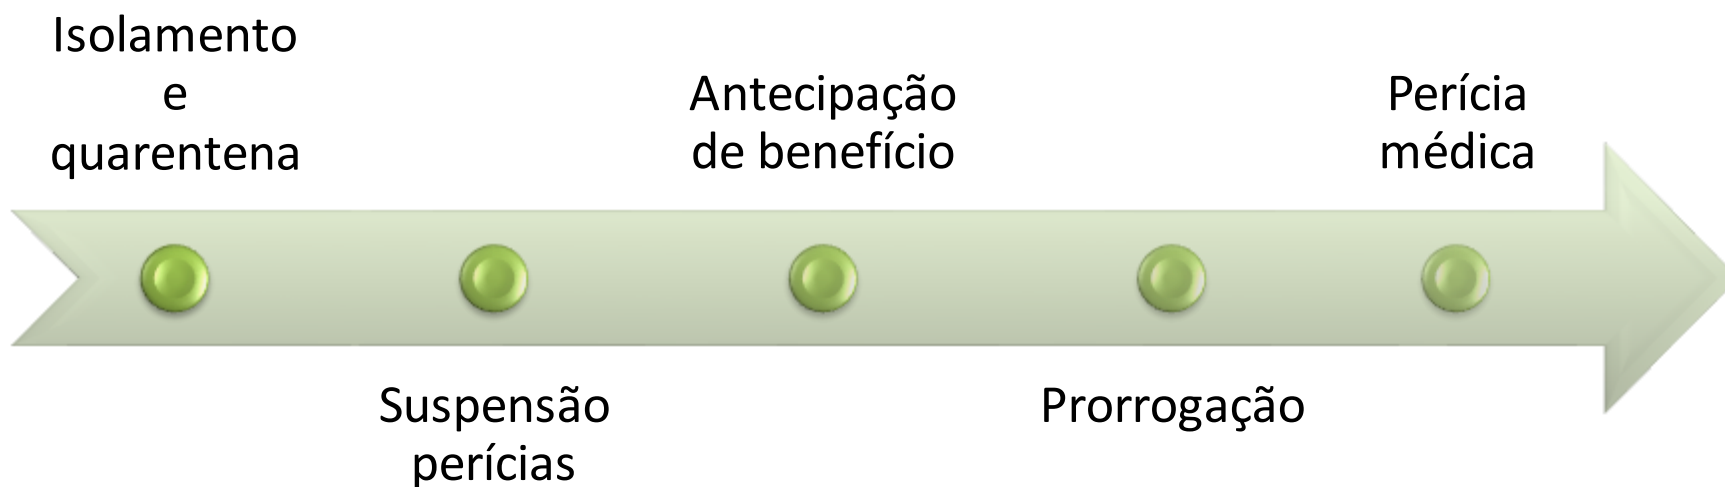 Isolamento
e
quarentena
Suspensão
perícias
Antecipação
de benefício
Prorrogação
Perícia
médica